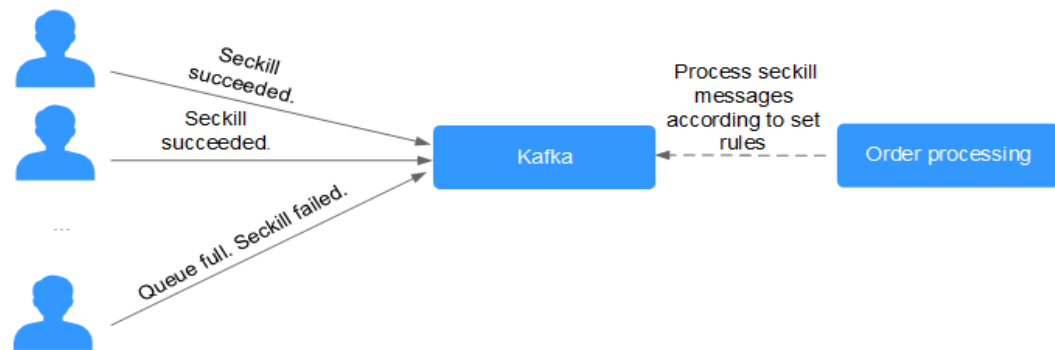 Seckill
succeeded.
Seckill
succeeded.
Queue full. Seckill failed.
...
Kafka
Process seckill
messages
according to set
rules
Order processing